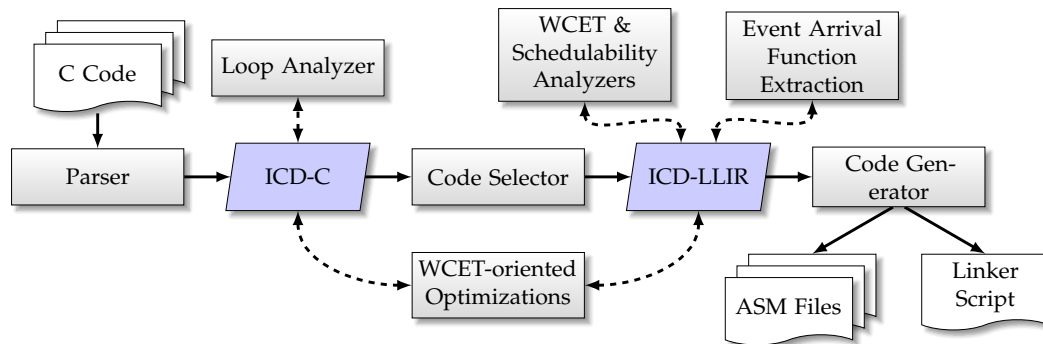 C Code
Loop Analyzer
WCET &
Schedulability
Analyzers
Event Arrival
Function
Extraction
Parser
ICD-C
Code Selector
ICD-LLIR
Code Gen-
erator
WCET-oriented
Optimizations
ASM Files
Linker
Script